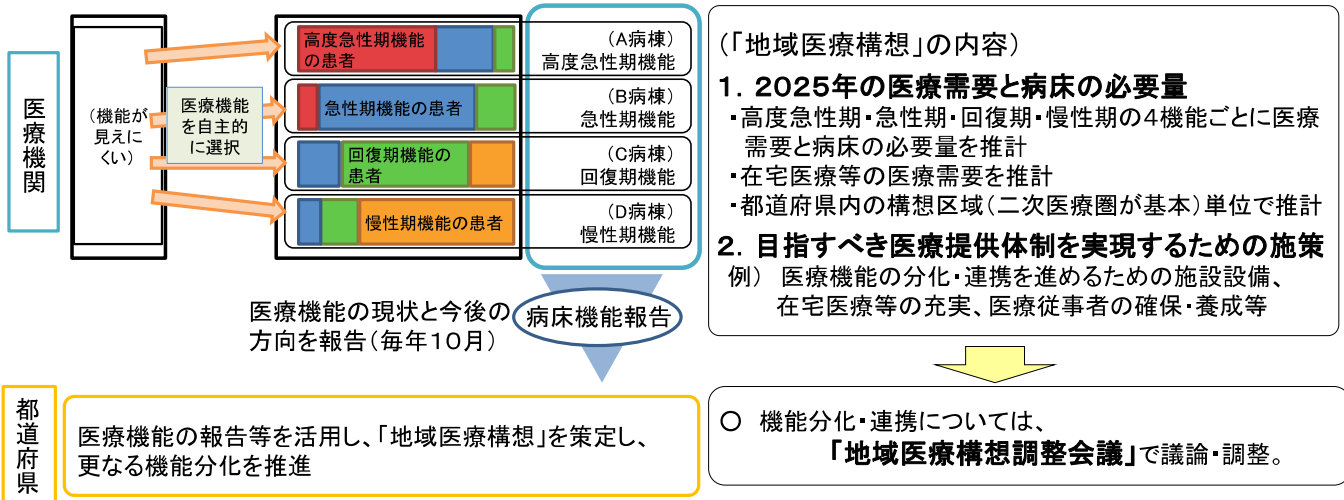 医療機関
(機能が
見えに
くい)
医療機能
を自主的
に選択
高度急性期機能
の患者
(A病棟)
高度急性期機能
急性期機能の患者
(B病棟)
急性期機能
回復期機能の
患者
(C病棟)
回復期機能
慢性期機能の患者
(D病棟)
慢性期機能
医療機能の現状と今後の
方向を報告(毎年10月)
病床機能報告
都道府県
医療機能の報告等を活用し、「地域医療構想」を策定し、
更なる機能分化を推進
(「地域医療構想」の内容)
1. 2025年の医療需要と病床の必要量
・高度急性期・急性期・回復期・慢性期の4機能ごとに医療
需要と病床の必要量を推計
・在宅医療等の医療需要を推計
・都道府県内の構想区域(二次医療圏が基本)単位で推計
2. 目指すべき医療提供体制を実現するための施策
例) 医療機能の分化・連携を進めるための施設設備、
在宅医療等の充実、医療従事者の確保・養成等
○ 機能分化・連携については、
「地域医療構想調整会議」で議論・調整。